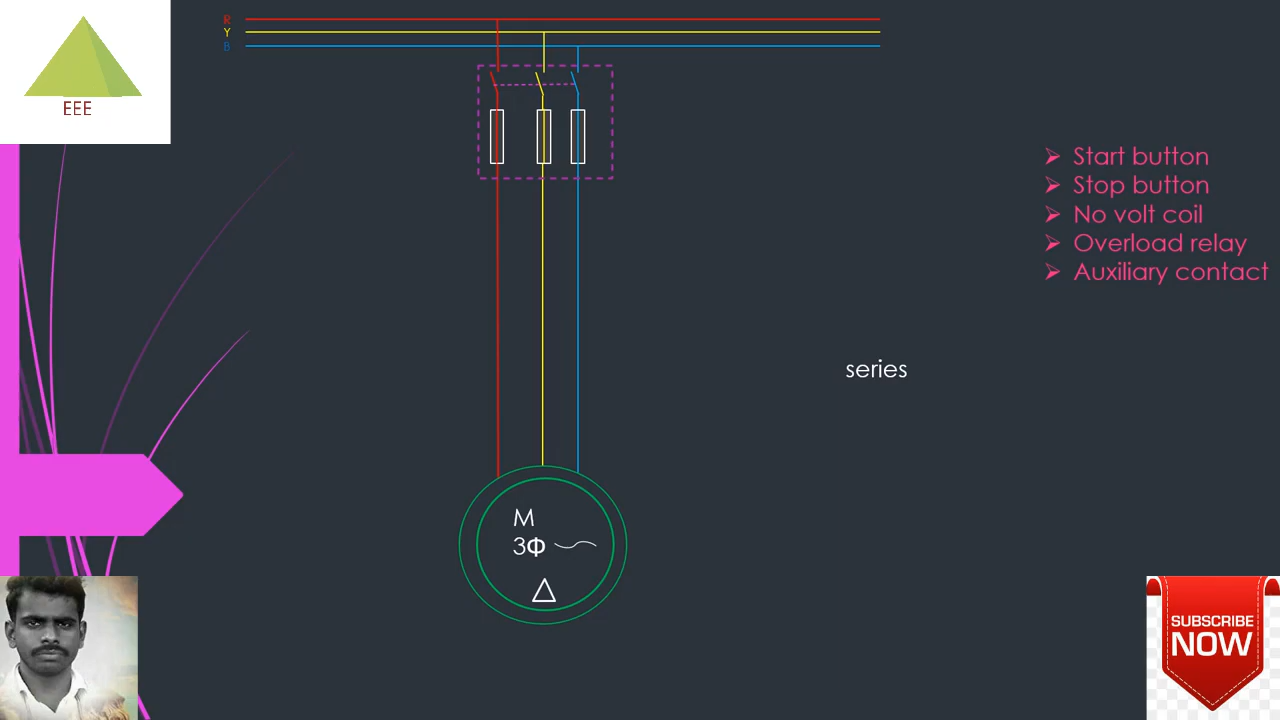 R
Y
B
EEE
Start button
Stop button
No volt coil
Overload relay
Auxiliary contact
series
M
3Φ
SUBSCRIBE
NOW